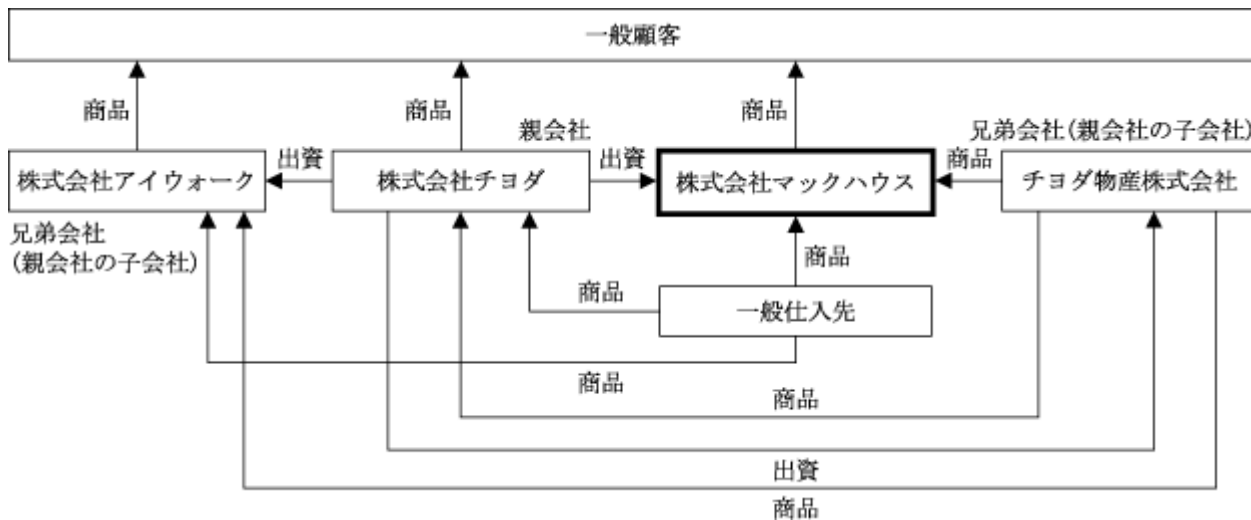 一般顧客
商品
商品
商品
親会社
兄弟会社(親会社の子会社)
株式会社アイウォーク
出資
株式会社チヨダ
出資
株式会社マックハウス
商品
チヨダ物産株式会社
兄弟会社
(親会社の子会社)
商品
商品
一般仕入先
商品
商品
出資
商品